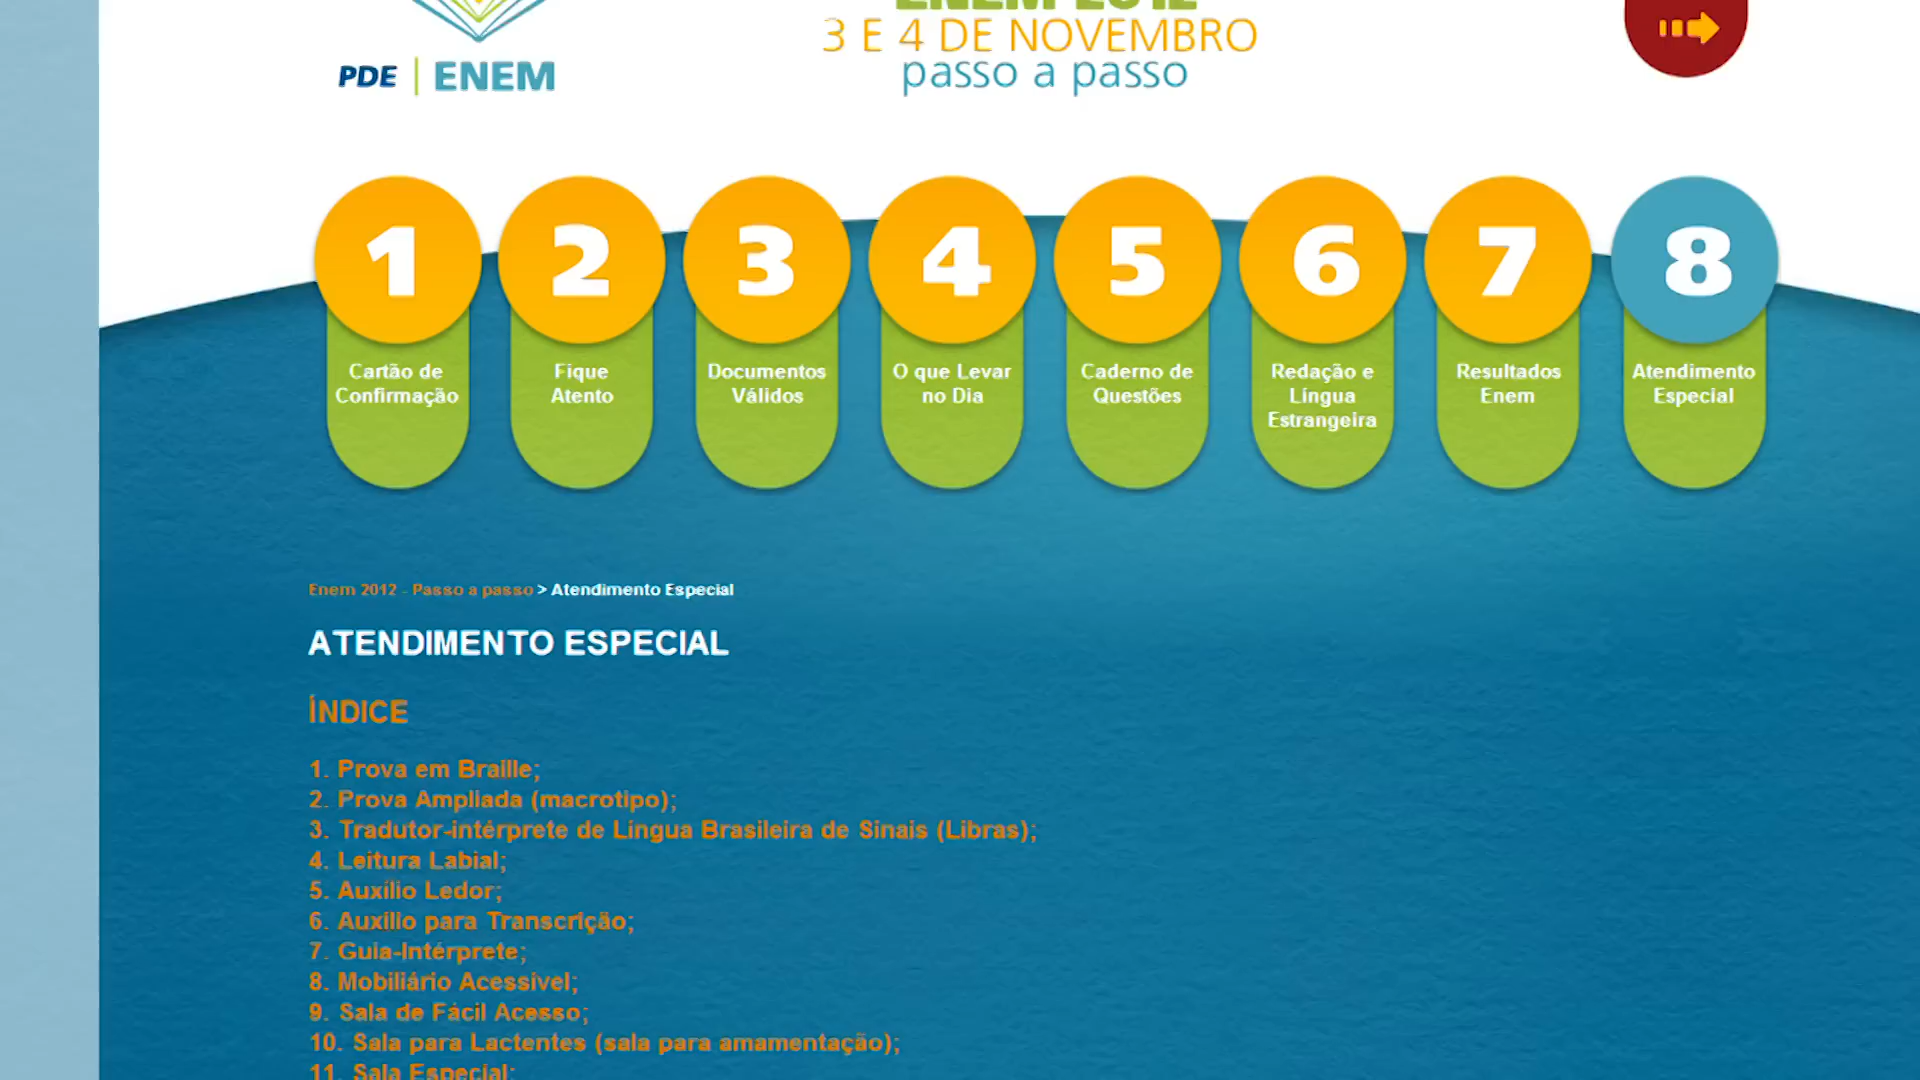 ENEM 2012
3 E 4 DE NOVEMBRO
passo a passo
PDE | ENEM
1
2
3
4
5
6
7
8
Cartão de
Confirmação
Fique
Atento
Documentos
Válidos
O que Levar
no Dia
Caderno de
Questões
Redação e
Língua
Estrangeira
Resultados
Enem
Atendimento
Especial
Enem 2012 - Passo a passo > Atendimento Especial
ATENDIMENTO ESPECIAL
ÍNDICE
1. Prova em Braille;
2. Prova Ampliada (macrotipo);
3. Tradutor-intérprete de Língua Brasileira de Sinais (Libras);
4. Leitura Labial;
5. Auxílio Ledor;
6. Auxílio para Transcrição;
7. Guia-Intérprete;
8. Mobiliário Acessível;
9. Sala de Fácil Acesso;
10. Sala para Lactentes (sala para amamentação);
11. Sala Especial;